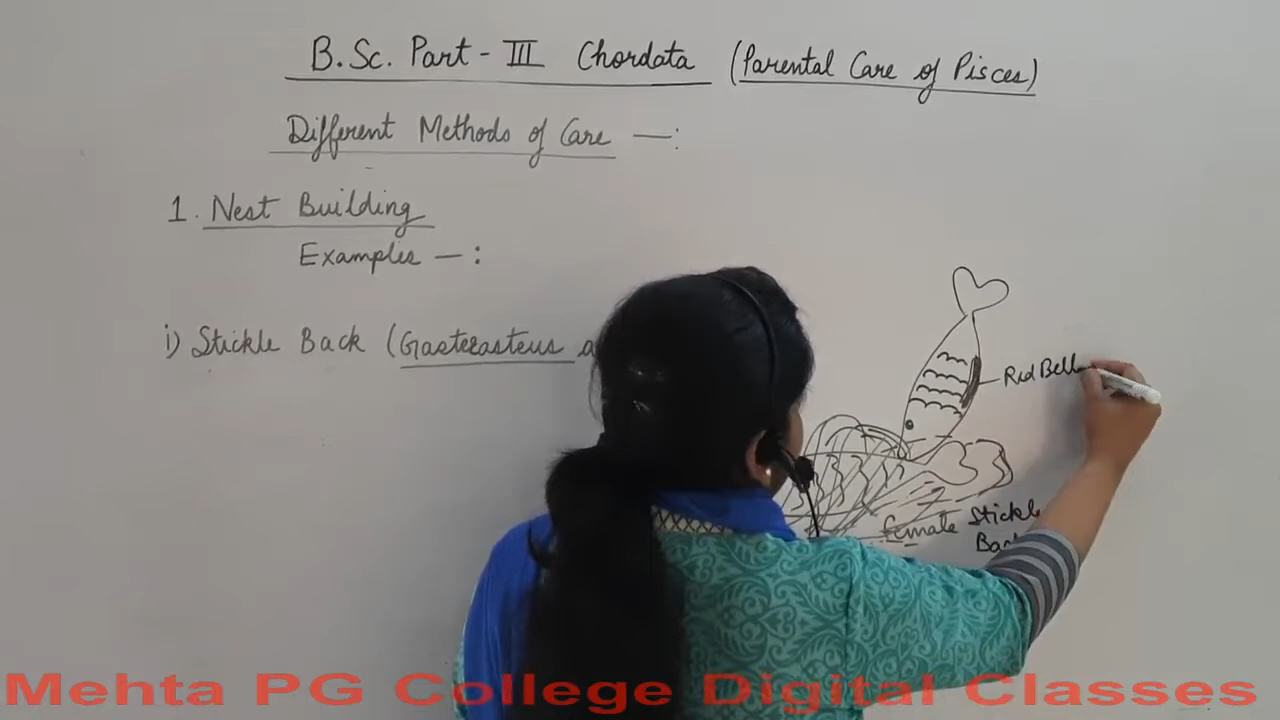 B.Sc. Part - III Chordata (Parental Care of Pisces)
Different Methods of Care —:
1. Nest Building
Examples —:
i) Stickle Back (Gasterasteus a
Red Bell
Female Stickle
Bac
Mehta PG College Digital Classes